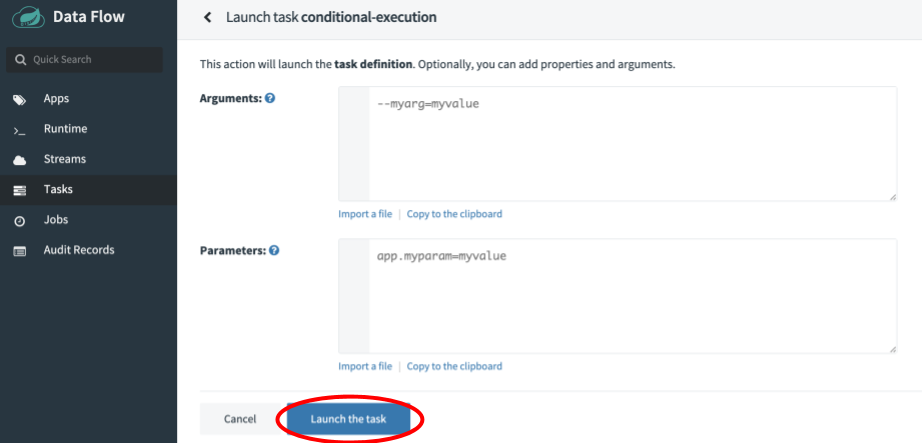 Data Flow
Quick Search
Apps
Runtime
Streams
Tasks
Jobs
Audit Records
Launch task conditional-execution
This action will launch the task definition. Optionally, you can add properties and arguments.
Arguments: ?
--myarg=myvalue
Import a file | Copy to the clipboard
Parameters: ?
app.myparam=myvalue
Import a file | Copy to the clipboard
Cancel
Launch the task